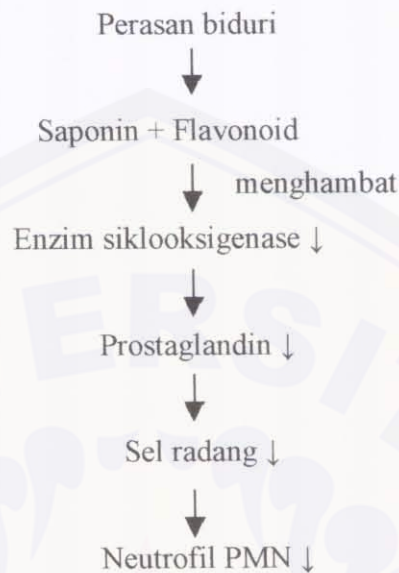 Perasan biduri
Saponin + Flavonoid
menghambat
Enzim siklooksigenase ↓
Prostaglandin ↓
Sel radang ↓
Neutrofil PMN ↓